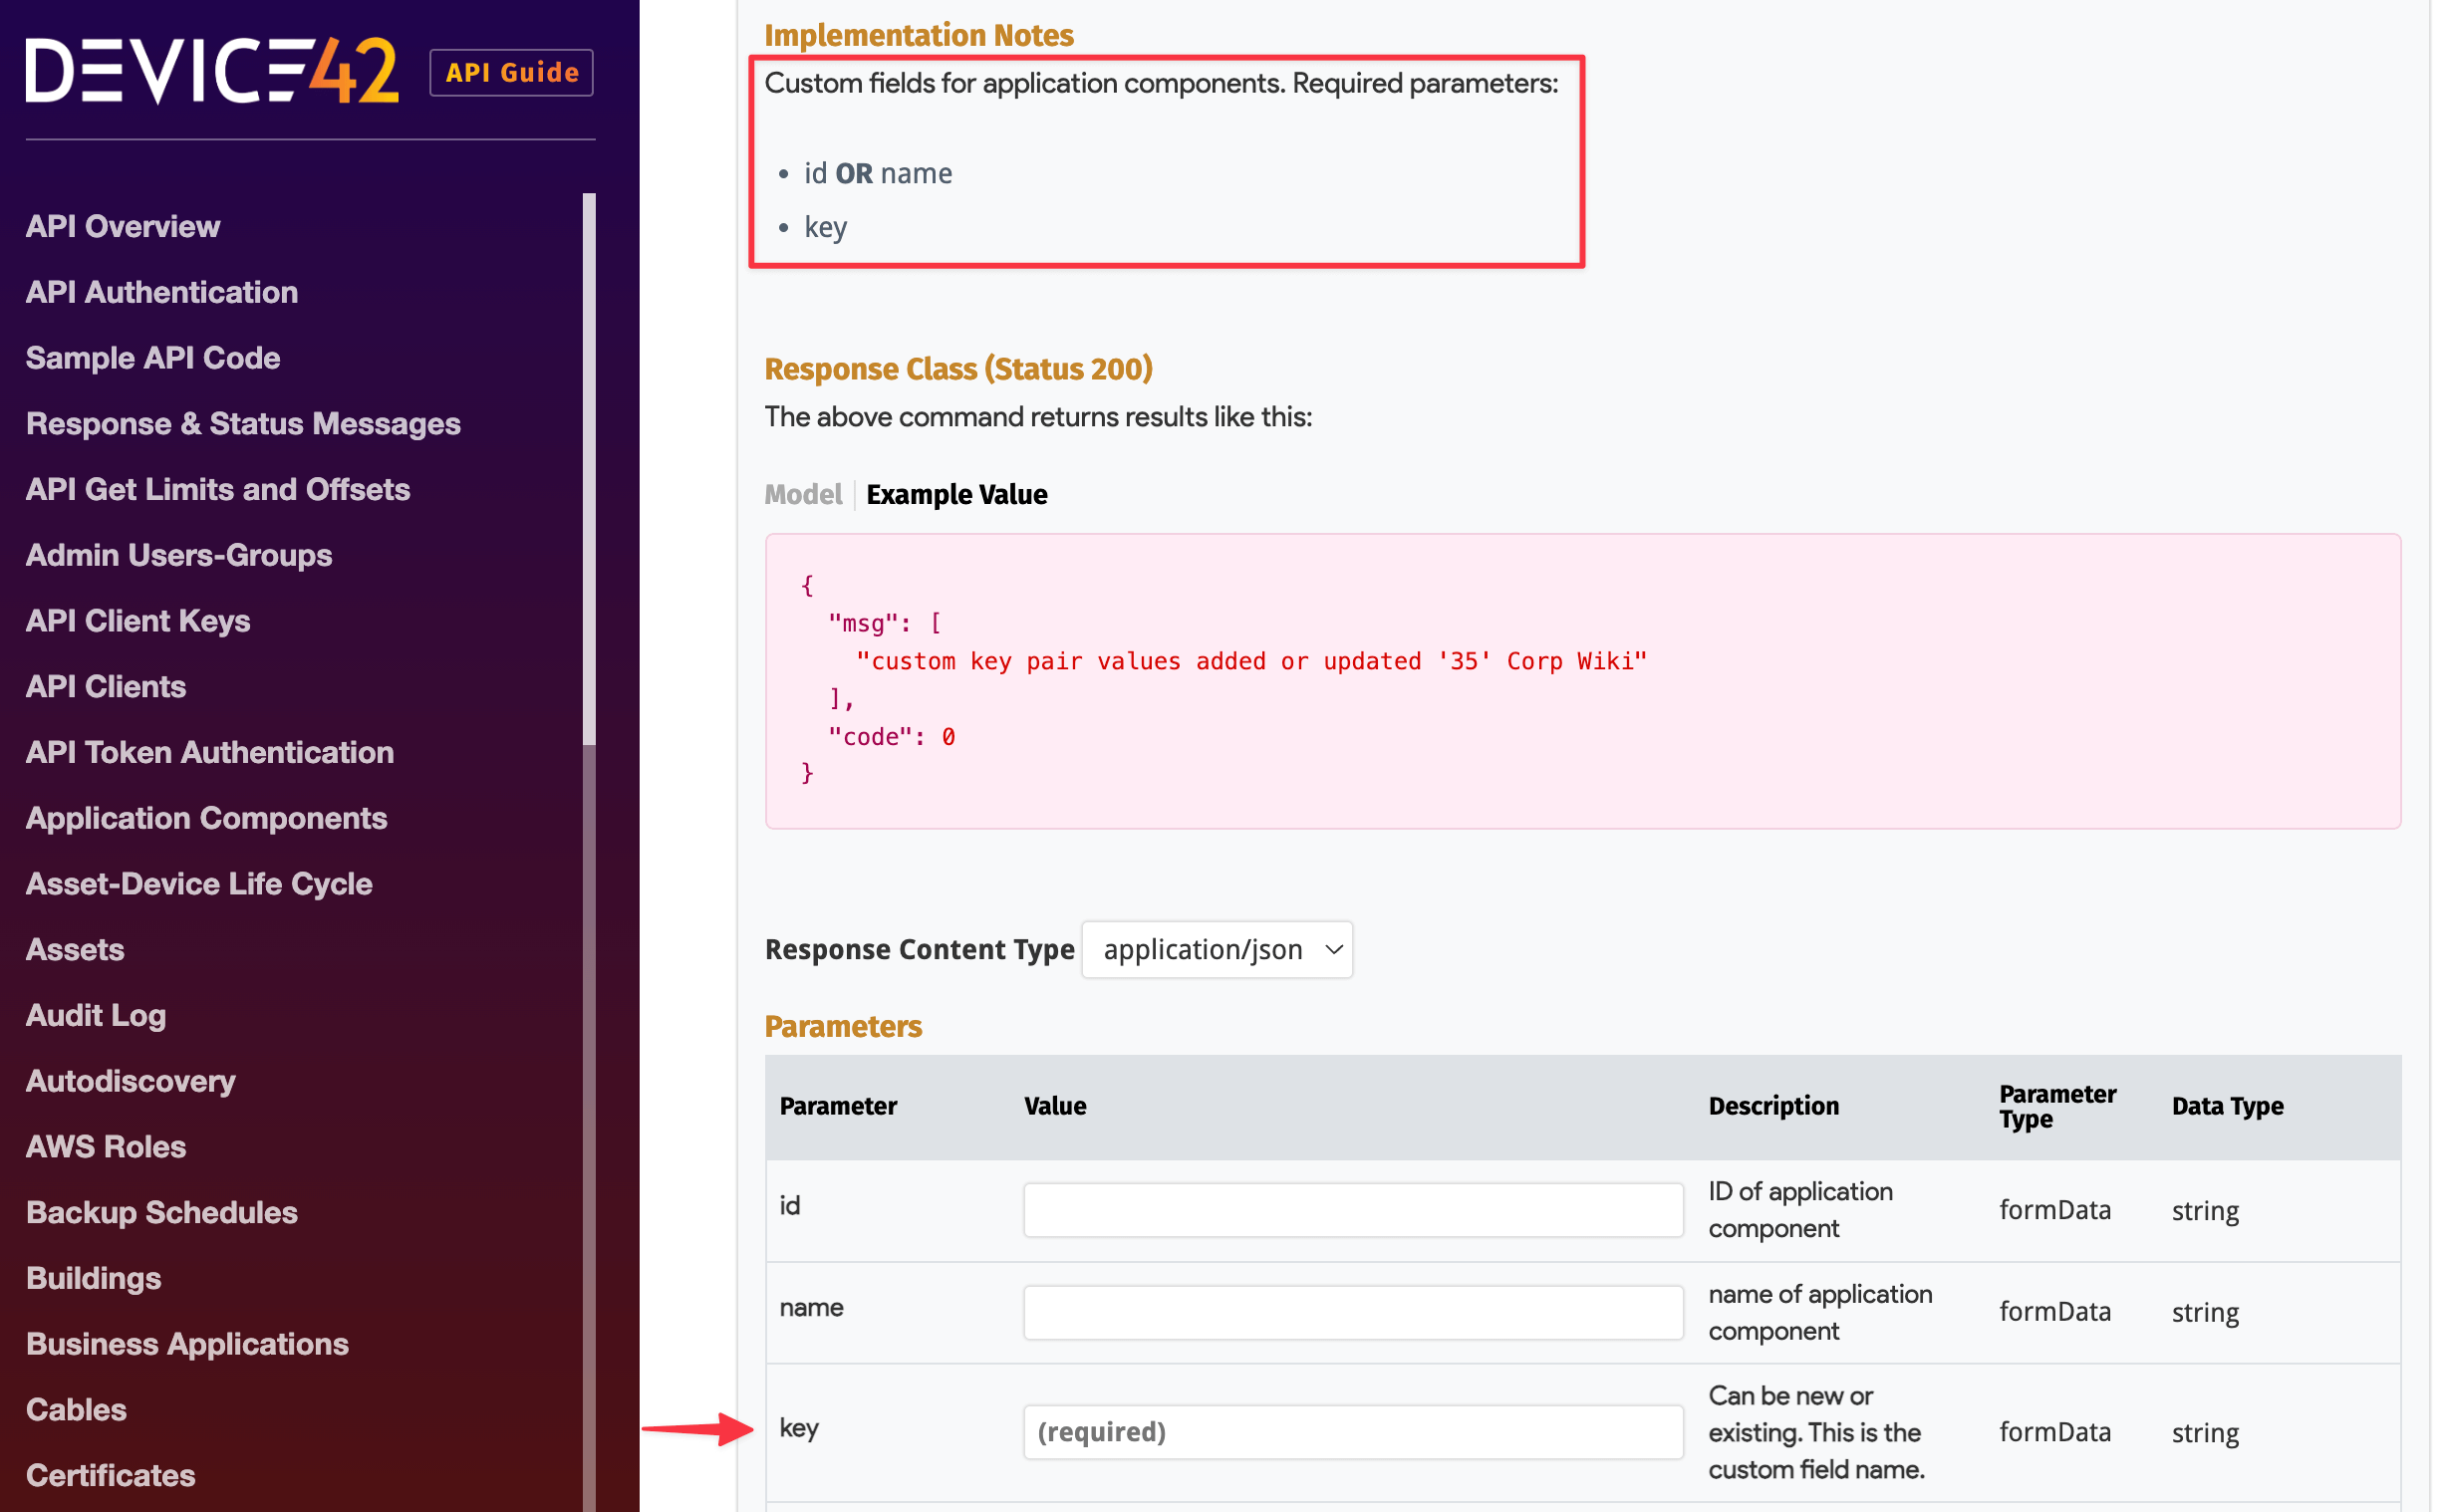 DEVICE42
API Guide
API Overview
API Authentication
Sample API Code
Response & Status Messages
API Get Limits and Offsets
Admin Users-Groups
API Client Keys
API Clients
API Token Authentication
Application Components
Asset-Device Life Cycle
Assets
Audit Log
Autodiscovery
AWS Roles
Backup Schedules
Buildings
Business Applications
Cables
Certificates
Implementation Notes
Custom fields for application components. Required parameters:
• id OR name
• key
Response Class (Status 200)
The above command returns results like this:
Model | Example Value
{
"msg": [
"custom key pair values added or updated '35' Corp Wiki"
],
"code": 0
}
Response Content Type application/json
Parameters
Parameter Value Description Parameter Type Data Type
id ID of application component formData string
name name of application component formData string
key (required) Can be new or existing. This is the custom field name. formData string